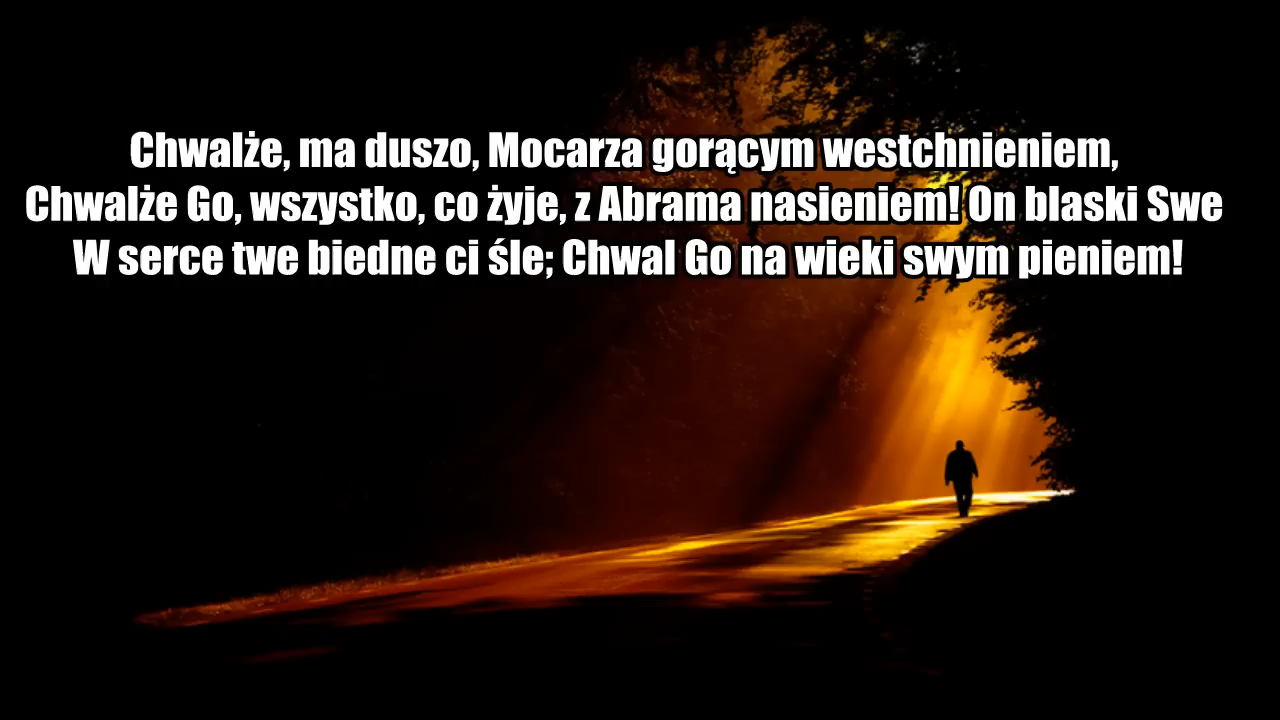 Chwalże, ma duszo, Mocarza gorącym westchnieniem,
Chwalże Go, wszystko, co żyje, z Abrama nasieniem! On blaski Swe
W serce twe biedne ci śle; Chwal Go na wieki swym pieniem!